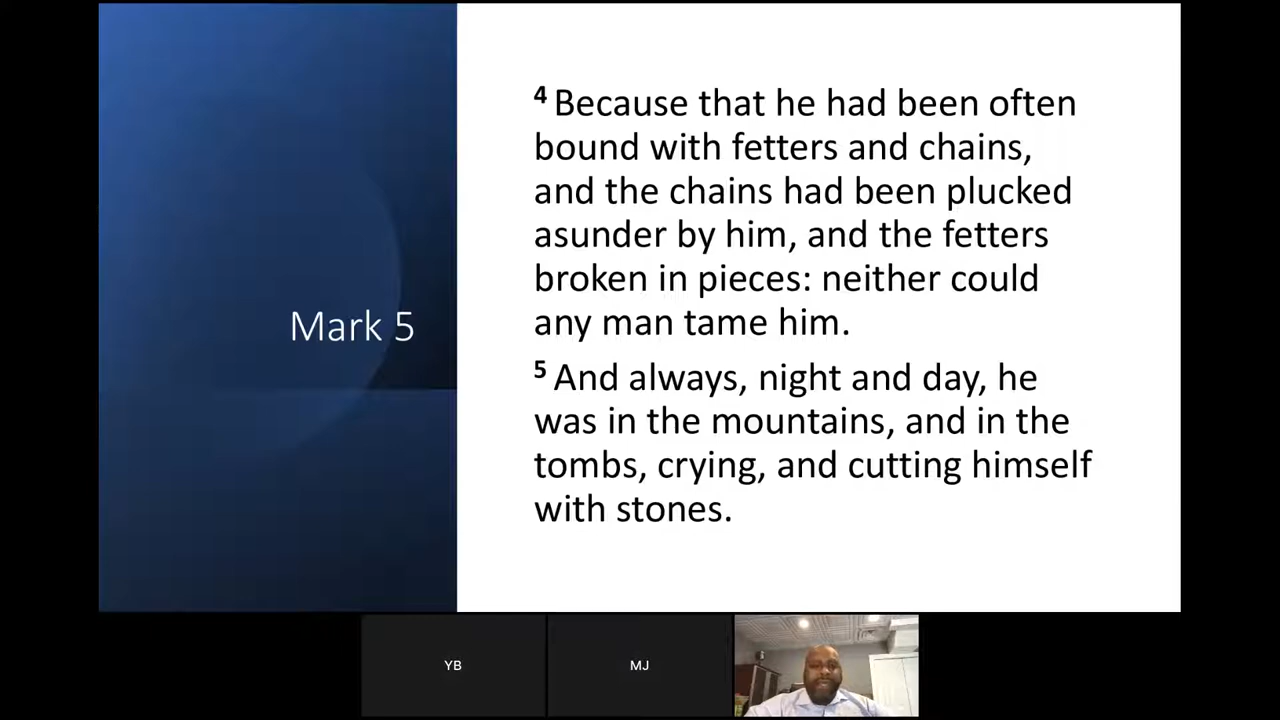 Mark 5
4 Because that he had been often
bound with fetters and chains,
and the chains had been plucked
asunder by him, and the fetters
broken in pieces: neither could
any man tame him.
5 And always, night and day, he
was in the mountains, and in the
tombs, crying, and cutting himself
with stones.
YB
MJ